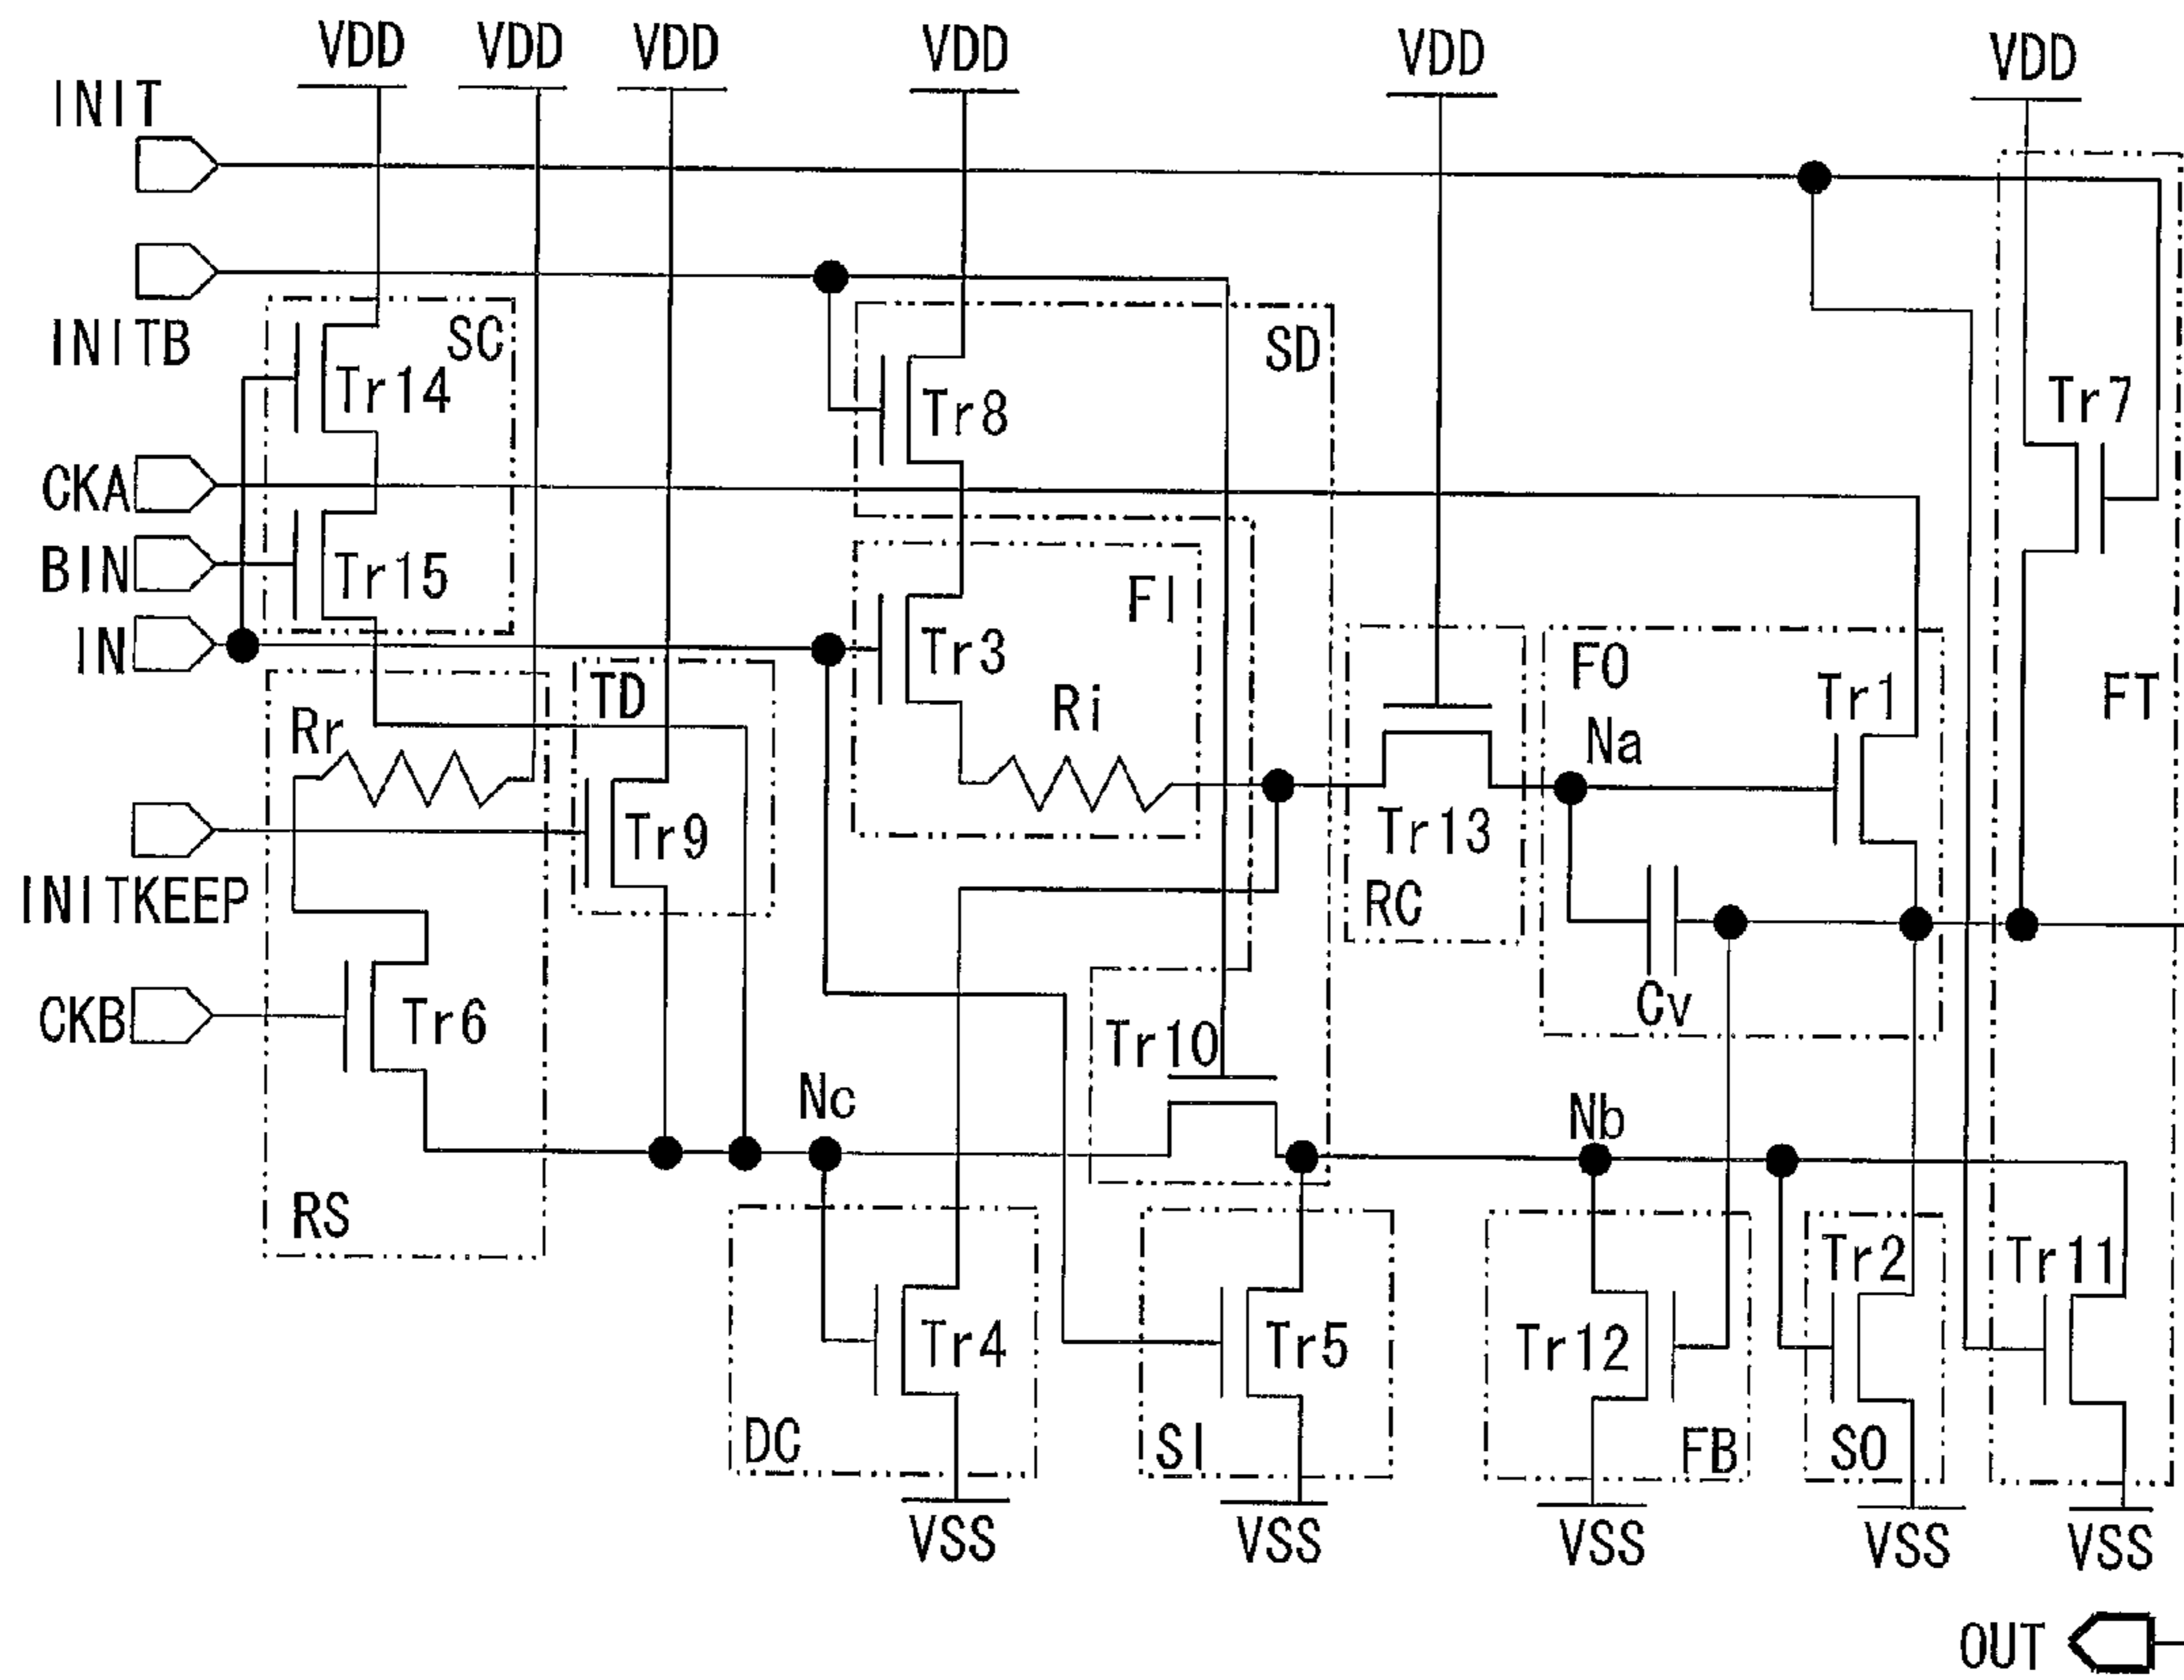 VDD VDD VDD VDD VDD VDD
INIT
INITB
SC
SD
Tr14
Tr8
Tr7
CKA
BIN
Tr15
FI
IN
Tr3
TD
FO
Tr1
FT
Rr
Ri
Na
Tr9
Tr13
INITKEEP
RC
Cv
CKB
Tr6
Tr10
Nc
Nb
RS
Tr2
Tr11
Tr4
Tr5
Tr12
DC
SI
FB
SO
VSS VSS VSS VSS VSS
OUT